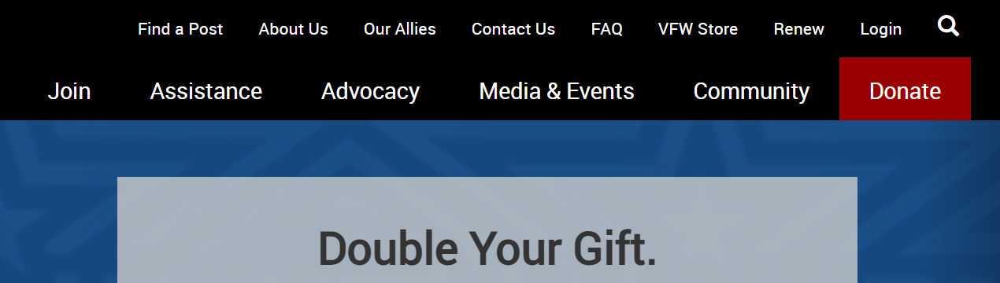 Find a Post About Us Our Allies Contact Us FAQ VFW Store Renew Login
Join Assistance Advocacy Media & Events Community Donate
Double Your Gift.